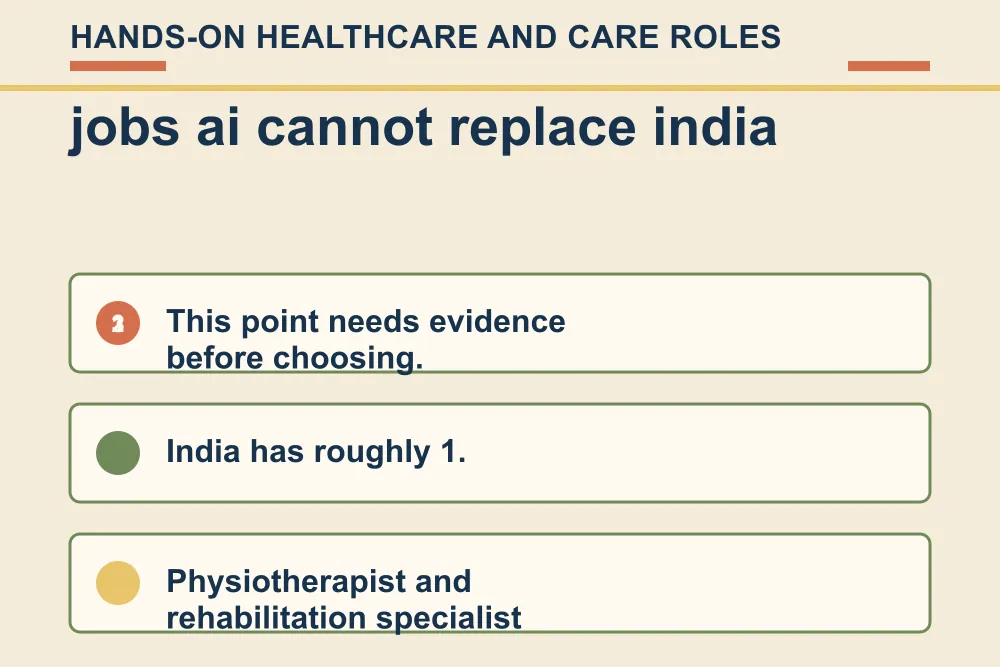 HANDS-ON HEALTHCARE AND CARE ROLES
jobs ai cannot replace india
This point needs evidence
before choosing.
India has roughly 1.
Physiotherapist and
rehabilitation specialist